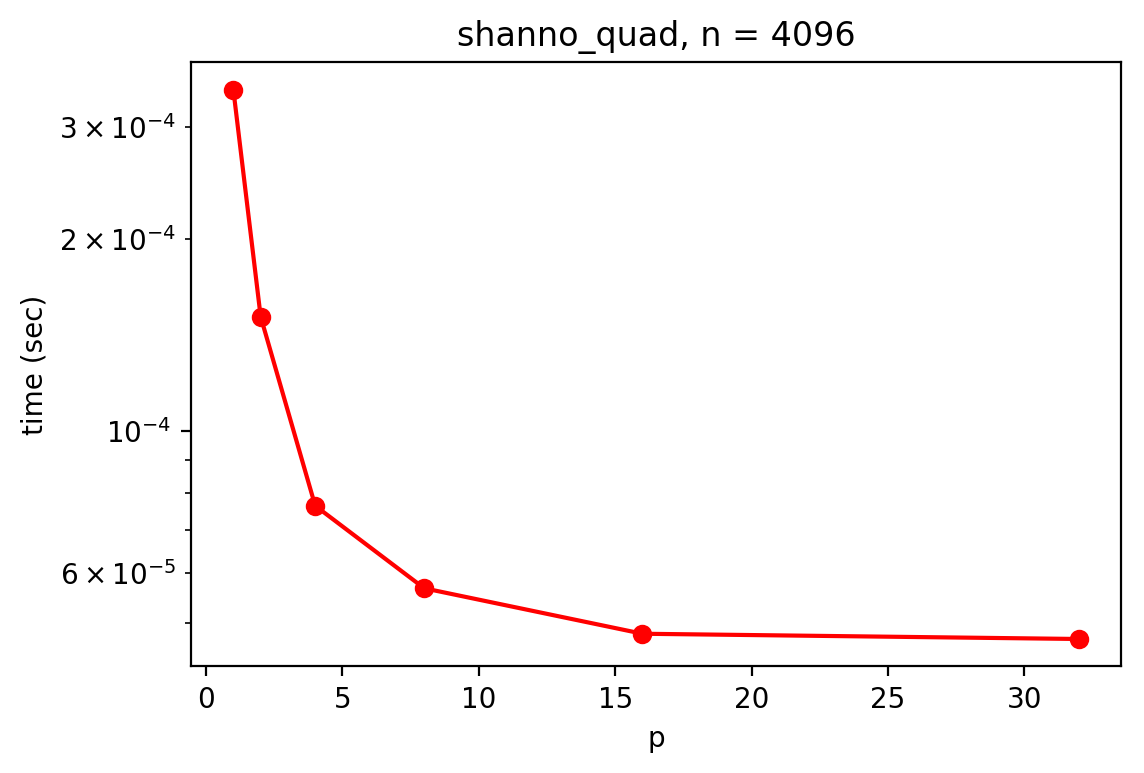 shanno_quad, n = 4096
3 × 10⁻⁴
2 × 10⁻⁴
10⁻⁴
6 × 10⁻⁵
time (sec)
0 5 10 15 20 25 30
p